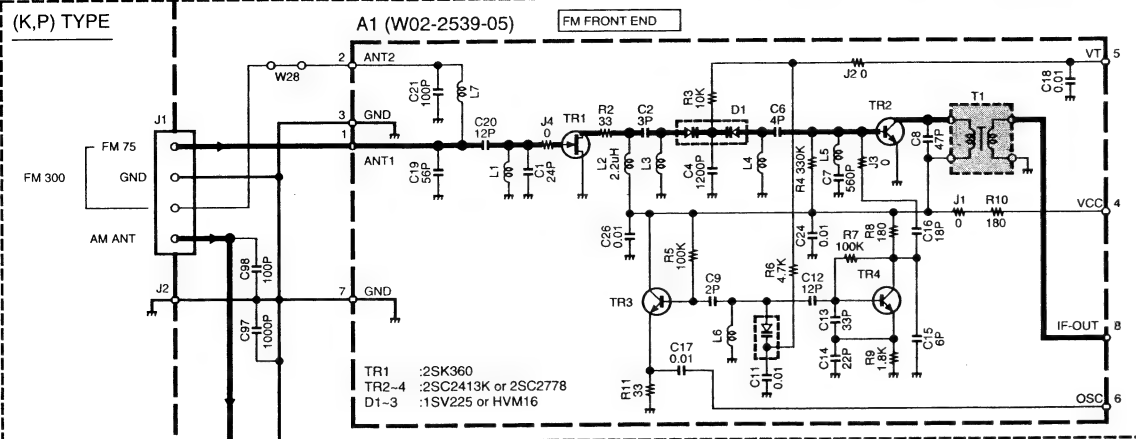 (K,P) TYPE
A1 (W02-2539-05)
FM FRONT END
2
ANT2
W28
C21
100P
L7
3
GND
1
ANT1
J1
FM 75
GND
FM 300
AM ANT
J2
C98
100P
C97
1000P
7
GND
C19
56P
C20
12P
L1
C1
24P
J4
0
TR1
R2
33
L2
2.2uH
C2
3P
L3
R3
10K
D1
C4
120P
L4
C6
4P
R4 330K
J2 0
C7
560P
L5
J3
0
TR2
C8
47P
T1
C18
0.01
VT
5
VCC
4
J1
0
R10
180
C26
0.01
R5
100K
C24
0.01
R6
4.7K
R7
100K
R8
180
C16
18P
TR3
C9
2P
L6
C12
12P
TR4
C13
33P
C14
22P
R9
1.8K
C15
6P
C11
0.01
C17
0.01
R11
33
IF-OUT
8
OSC
6
TR1 :2SK360
TR2~4 :2SC2413K or 2SC2778
D1~3 :1SV225 or HVM16